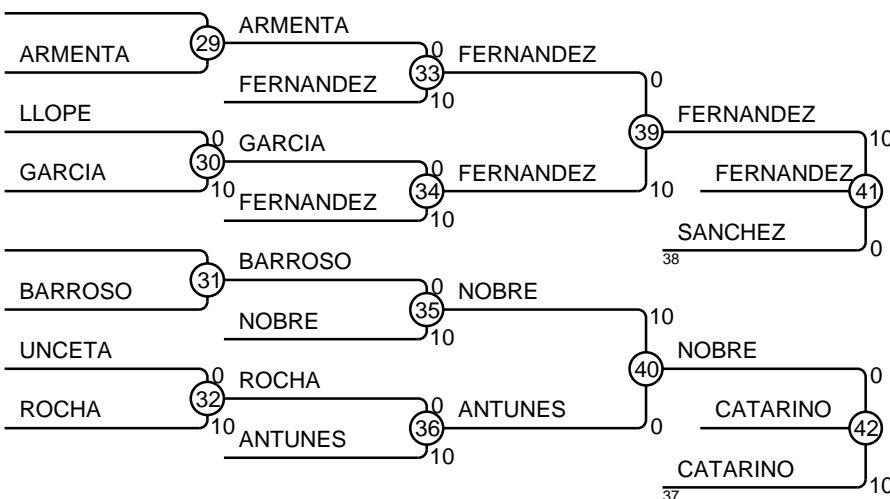 ARMENTA
29
ARMENTA
0
33
FERNANDEZ
FERNANDEZ
10
0
LLOPE
0
30
GARCIA
39
FERNANDEZ
10
GARCIA
10
0
34
FERNANDEZ
10
FERNANDEZ
41
FERNANDEZ
10
SANCHEZ
38
0
31
BARROSO
BARROSO
0
35
NOBRE
NOBRE
10
10
UNCETA
0
32
ROCHA
40
NOBRE
0
ROCHA
10
0
36
ANTUNES
0
CATARINO
42
ANTUNES
10
CATARINO
37
10